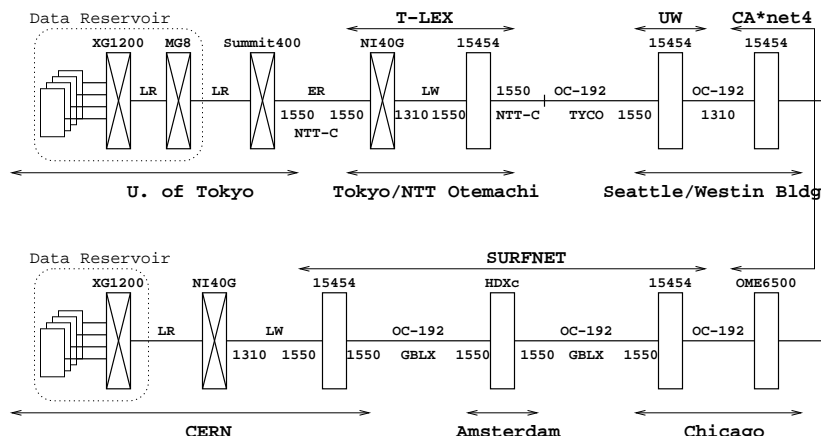 T-LEX UW CA*net4
Data Reservoir
XG1200 MG8 Summit400 NI40G 15454 15454 15454
LR LR ER LW 1550 OC-192 OC-192
1550 1550 1310 1550 NTT-C TYCO 1550 1310
NTT-C
U. of Tokyo Tokyo/NTT Otemachi Seattle/Westin Bldg
Data Reservoir SURFNET
XG1200 NI40G 15454 HDXc 15454 OME6500
LR LW OC-192 OC-192 OC-192
1310 1550 1550 GBLX 1550 1550 GBLX 1550
CERN Amsterdam Chicago